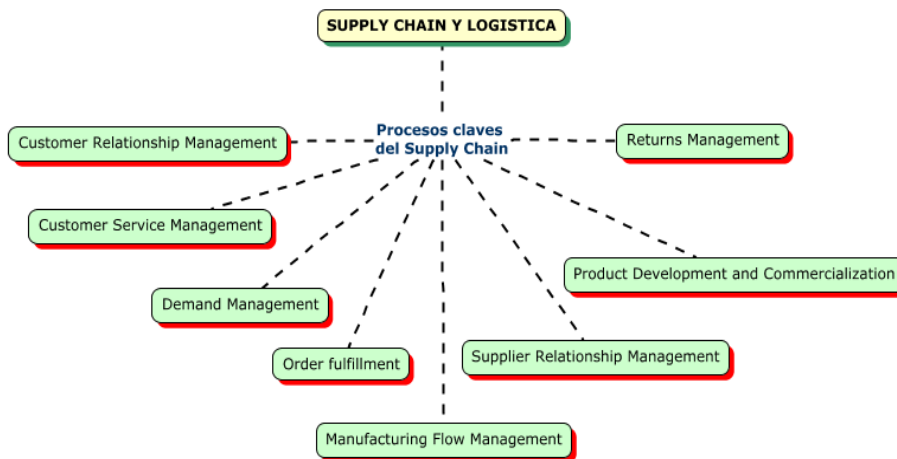 SUPPLY CHAIN Y LOGISTICA
Procesos claves
del Supply Chain
Customer Relationship Management
Returns Management
Customer Service Management
Product Development and Commercialization
Demand Management
Order fulfillment
Supplier Relationship Management
Manufacturing Flow Management